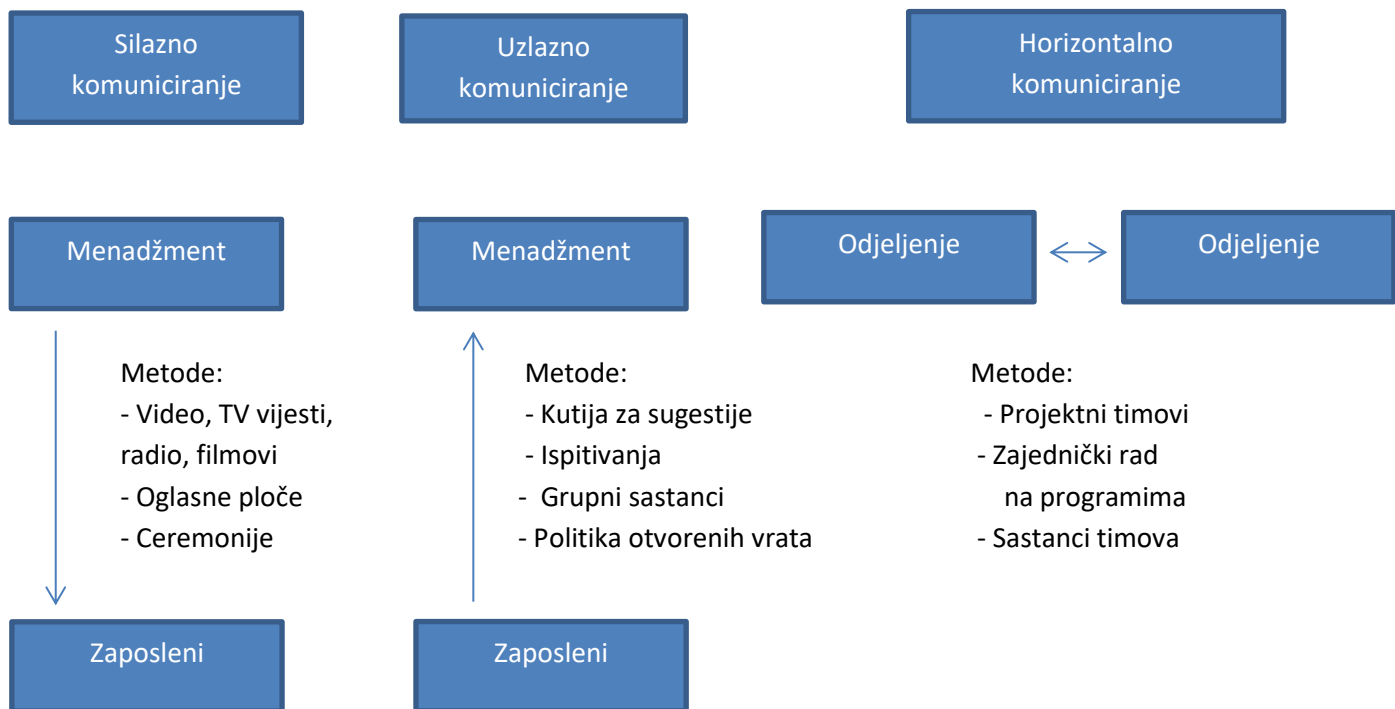 Silazno
komuniciranje
Uzlazno
komuniciranje
Horizontalno
komuniciranje
Menadžment
Menadžment
Odjeljenje
Odjeljenje
Metode:
- Video, TV vijesti,
radio, filmovi
- Oglasne ploče
- Ceremonije
Metode:
- Kutija za sugestije
- Ispitivanja
- Grupni sastanci
- Politika otvorenih vrata
Metode:
- Projektni timovi
- Zajednički rad
na programima
- Sastanci timova
Zaposleni
Zaposleni